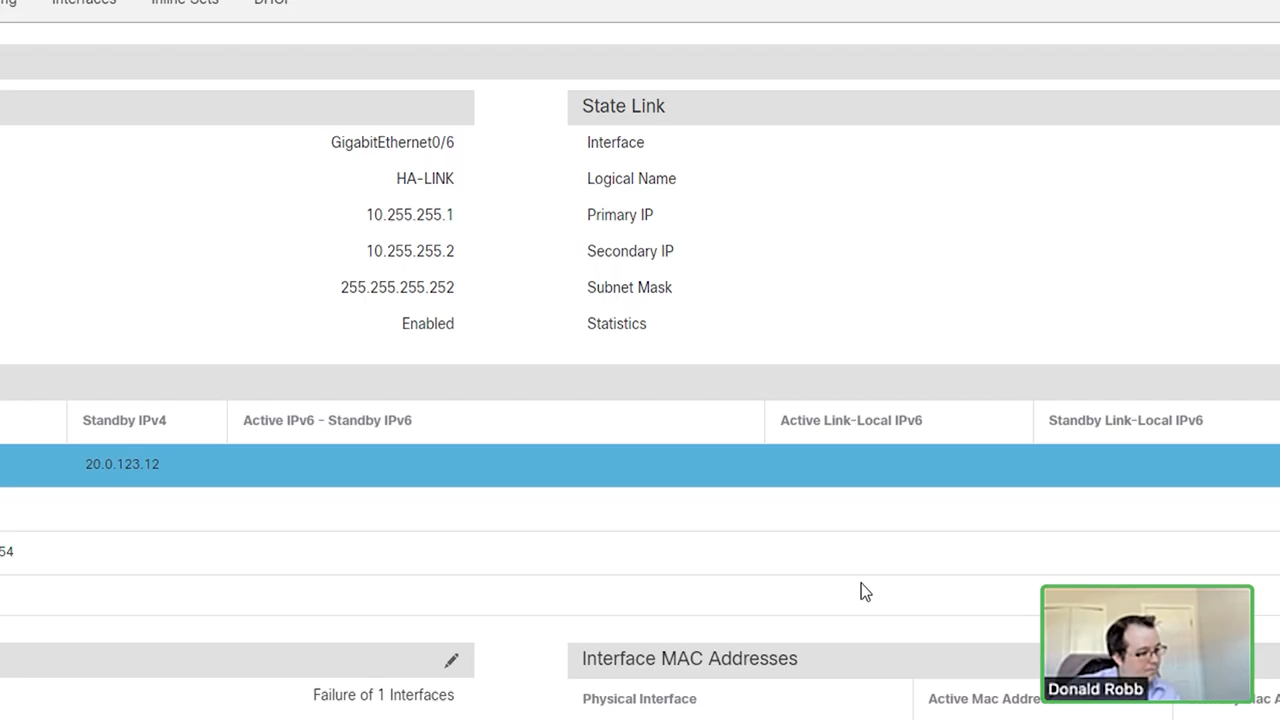 Interfaces Inline Sets DHCP
State Link
GigabitEthernet0/6 Interface
HA-LINK Logical Name
10.255.255.1 Primary IP
10.255.255.2 Secondary IP
255.255.255.252 Subnet Mask
Enabled Statistics
Standby IPv4 Active IPv6 - Standby IPv6 Active Link-Local IPv6 Standby Link-Local IPv6
20.0.123.12
54
Interface MAC Addresses
Failure of 1 Interfaces Physical Interface Active Mac
Donald Robb